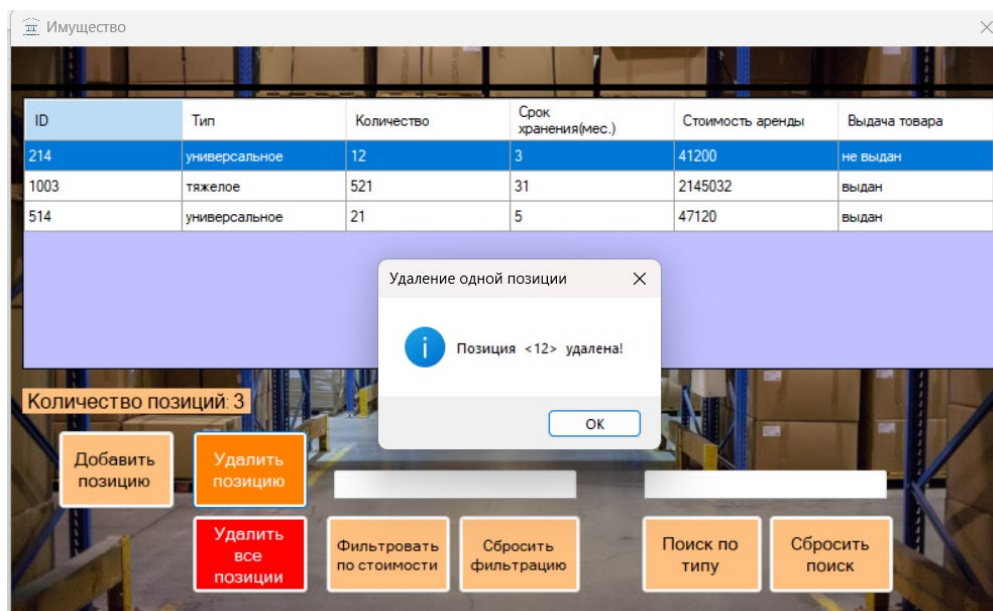 Имущество
ID Тип Количество Срок хранения(мес.) Стоимость аренды Выдача товара
214 универсальное 12 3 41200 не выдан
1003 тяжелое 521 31 2145032 выдан
514 универсальное 21 5 47120 выдан
Удаление одной позиции
Позиция <12> удалена!
OK
Количество позиций: 3
Добавить
позицию
Удалить
позицию
Удалить
все
позиции
Фильтровать
по стоимости
Сбросить
фильтрацию
Поиск по
типу
Сбросить
поиск